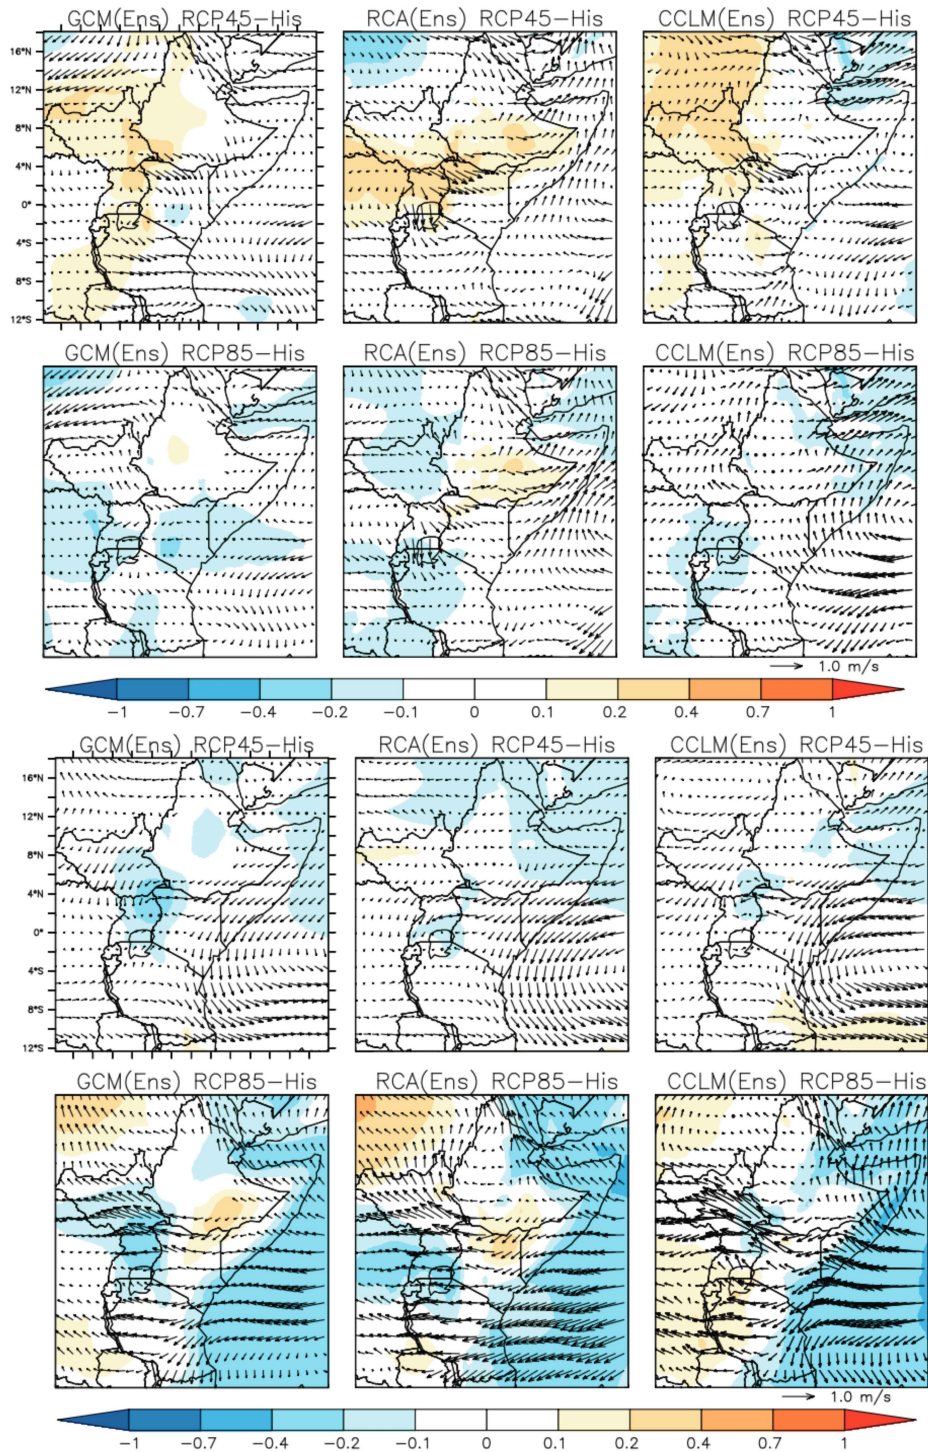 GCM(Ens) RCP45−His RCA(Ens) RCP45−His CCLM(Ens) RCP45−His
16°N
12°N
8°N
4°N
0°
4°S
8°S
12°S
GCM(Ens) RCP85−His RCA(Ens) RCP85−His CCLM(Ens) RCP85−His
1.0 m/s
−1 −0.7 −0.4 −0.2 −0.1 0 0.1 0.2 0.4 0.7 1
GCM(Ens) RCP45−His RCA(Ens) RCP45−His CCLM(Ens) RCP45−His
16°N
12°N
8°N
4°N
0°
4°S
8°S
12°S
GCM(Ens) RCP85−His RCA(Ens) RCP85−His CCLM(Ens) RCP85−His
1.0 m/s
−1 −0.7 −0.4 −0.2 −0.1 0 0.1 0.2 0.4 0.7 1